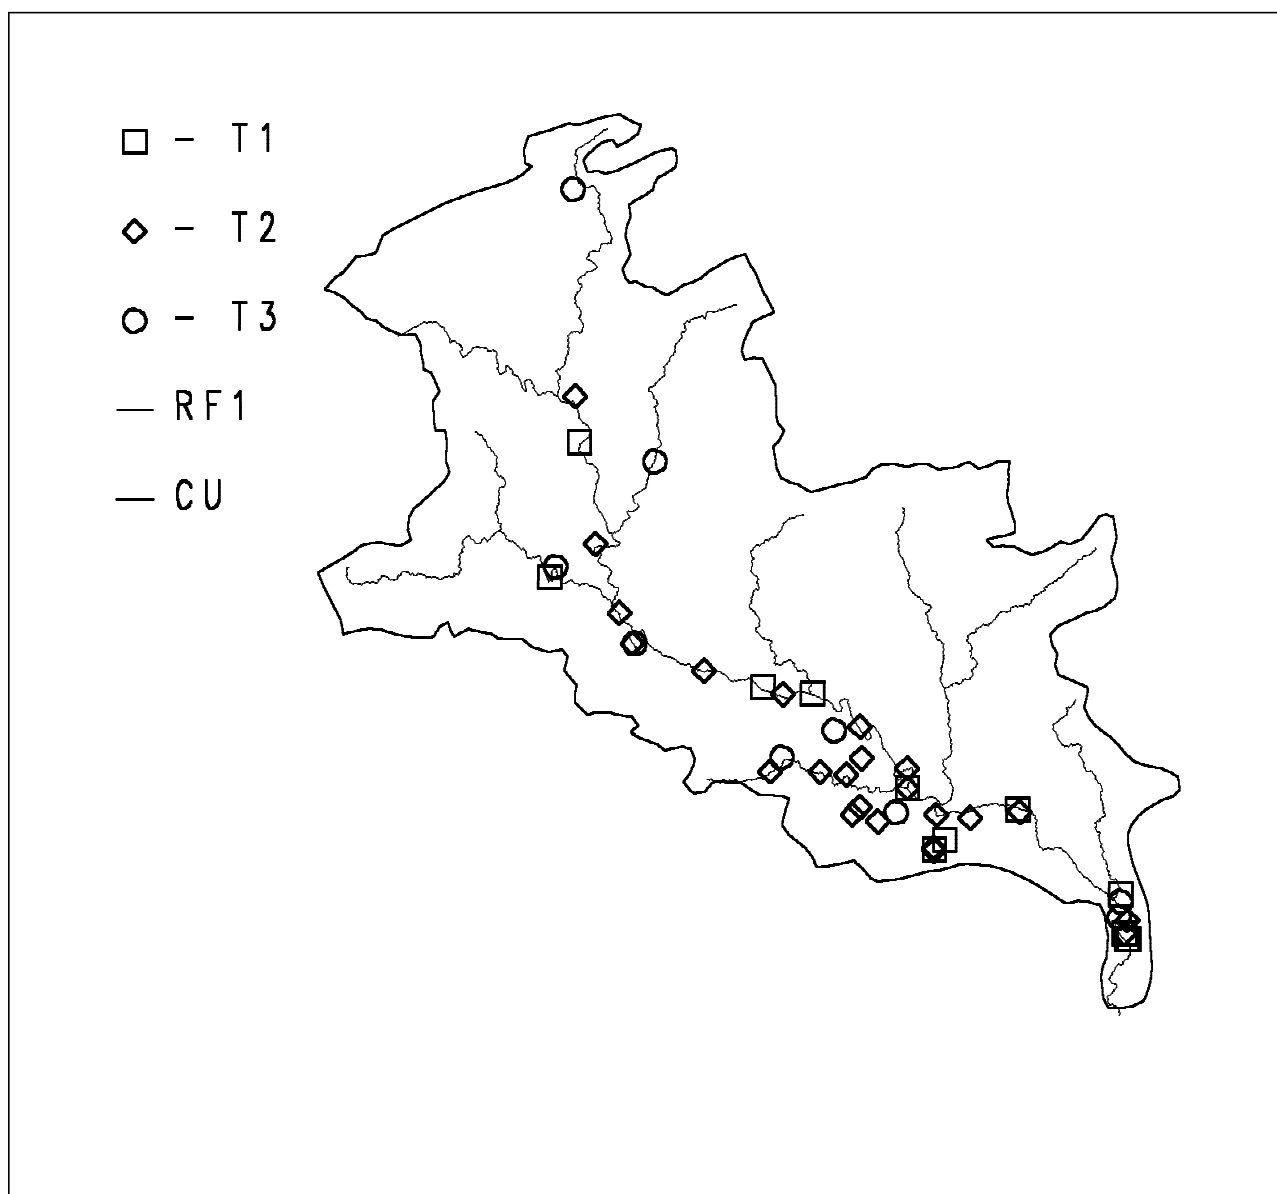 - T1
- T2
- T3
— RF1
— CU